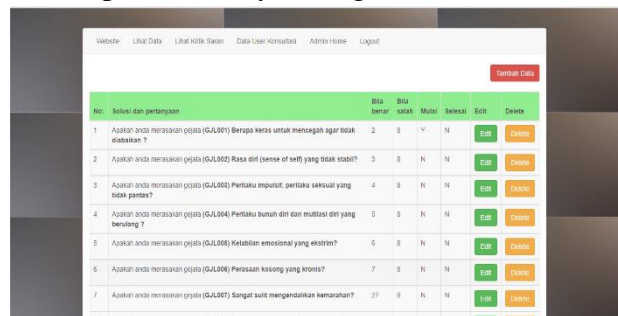 Website Lihat Data Lihat Kritik Saran Data User Konsultasi Admin Home Logout
Tambah Data
No: Solusi dan pertanyaan Bila benar Bila salah Mulai Selesai Edit Delete
1 Apakah anda merasakan gejala (GJL001) Berupa keras untuk mencegah agar tidak
diabaikan ? 2 8 Y N Edit Delete
2 Apakah anda merasakan gejala (GJL002) Rasa diri (sense of self) yang tidak stabil? 3 8 N N Edit Delete
3 Apakah anda merasakan gejala (GJL003) Perilaku impulsif, perilaku seksual yang
tidak pantas? 4 8 N N Edit Delete
4 Apakah anda merasakan gejala (GJL004) Perilaku bunuh diri dan mutilasi diri yang
berulang ? 5 8 N N Edit Delete
5 Apakah anda merasakan gejala (GJL005) Kelabilan emosional yang ekstrim? 6 8 N N Edit Delete
6 Apakah anda merasakan gejala (GJL006) Perasaan kosong yang kronis? 7 8 N N Edit Delete
7 Apakah anda merasakan gejala (GJL007) Sangat sulit mengendalikan kemarahan? 27 8 N N Edit Delete